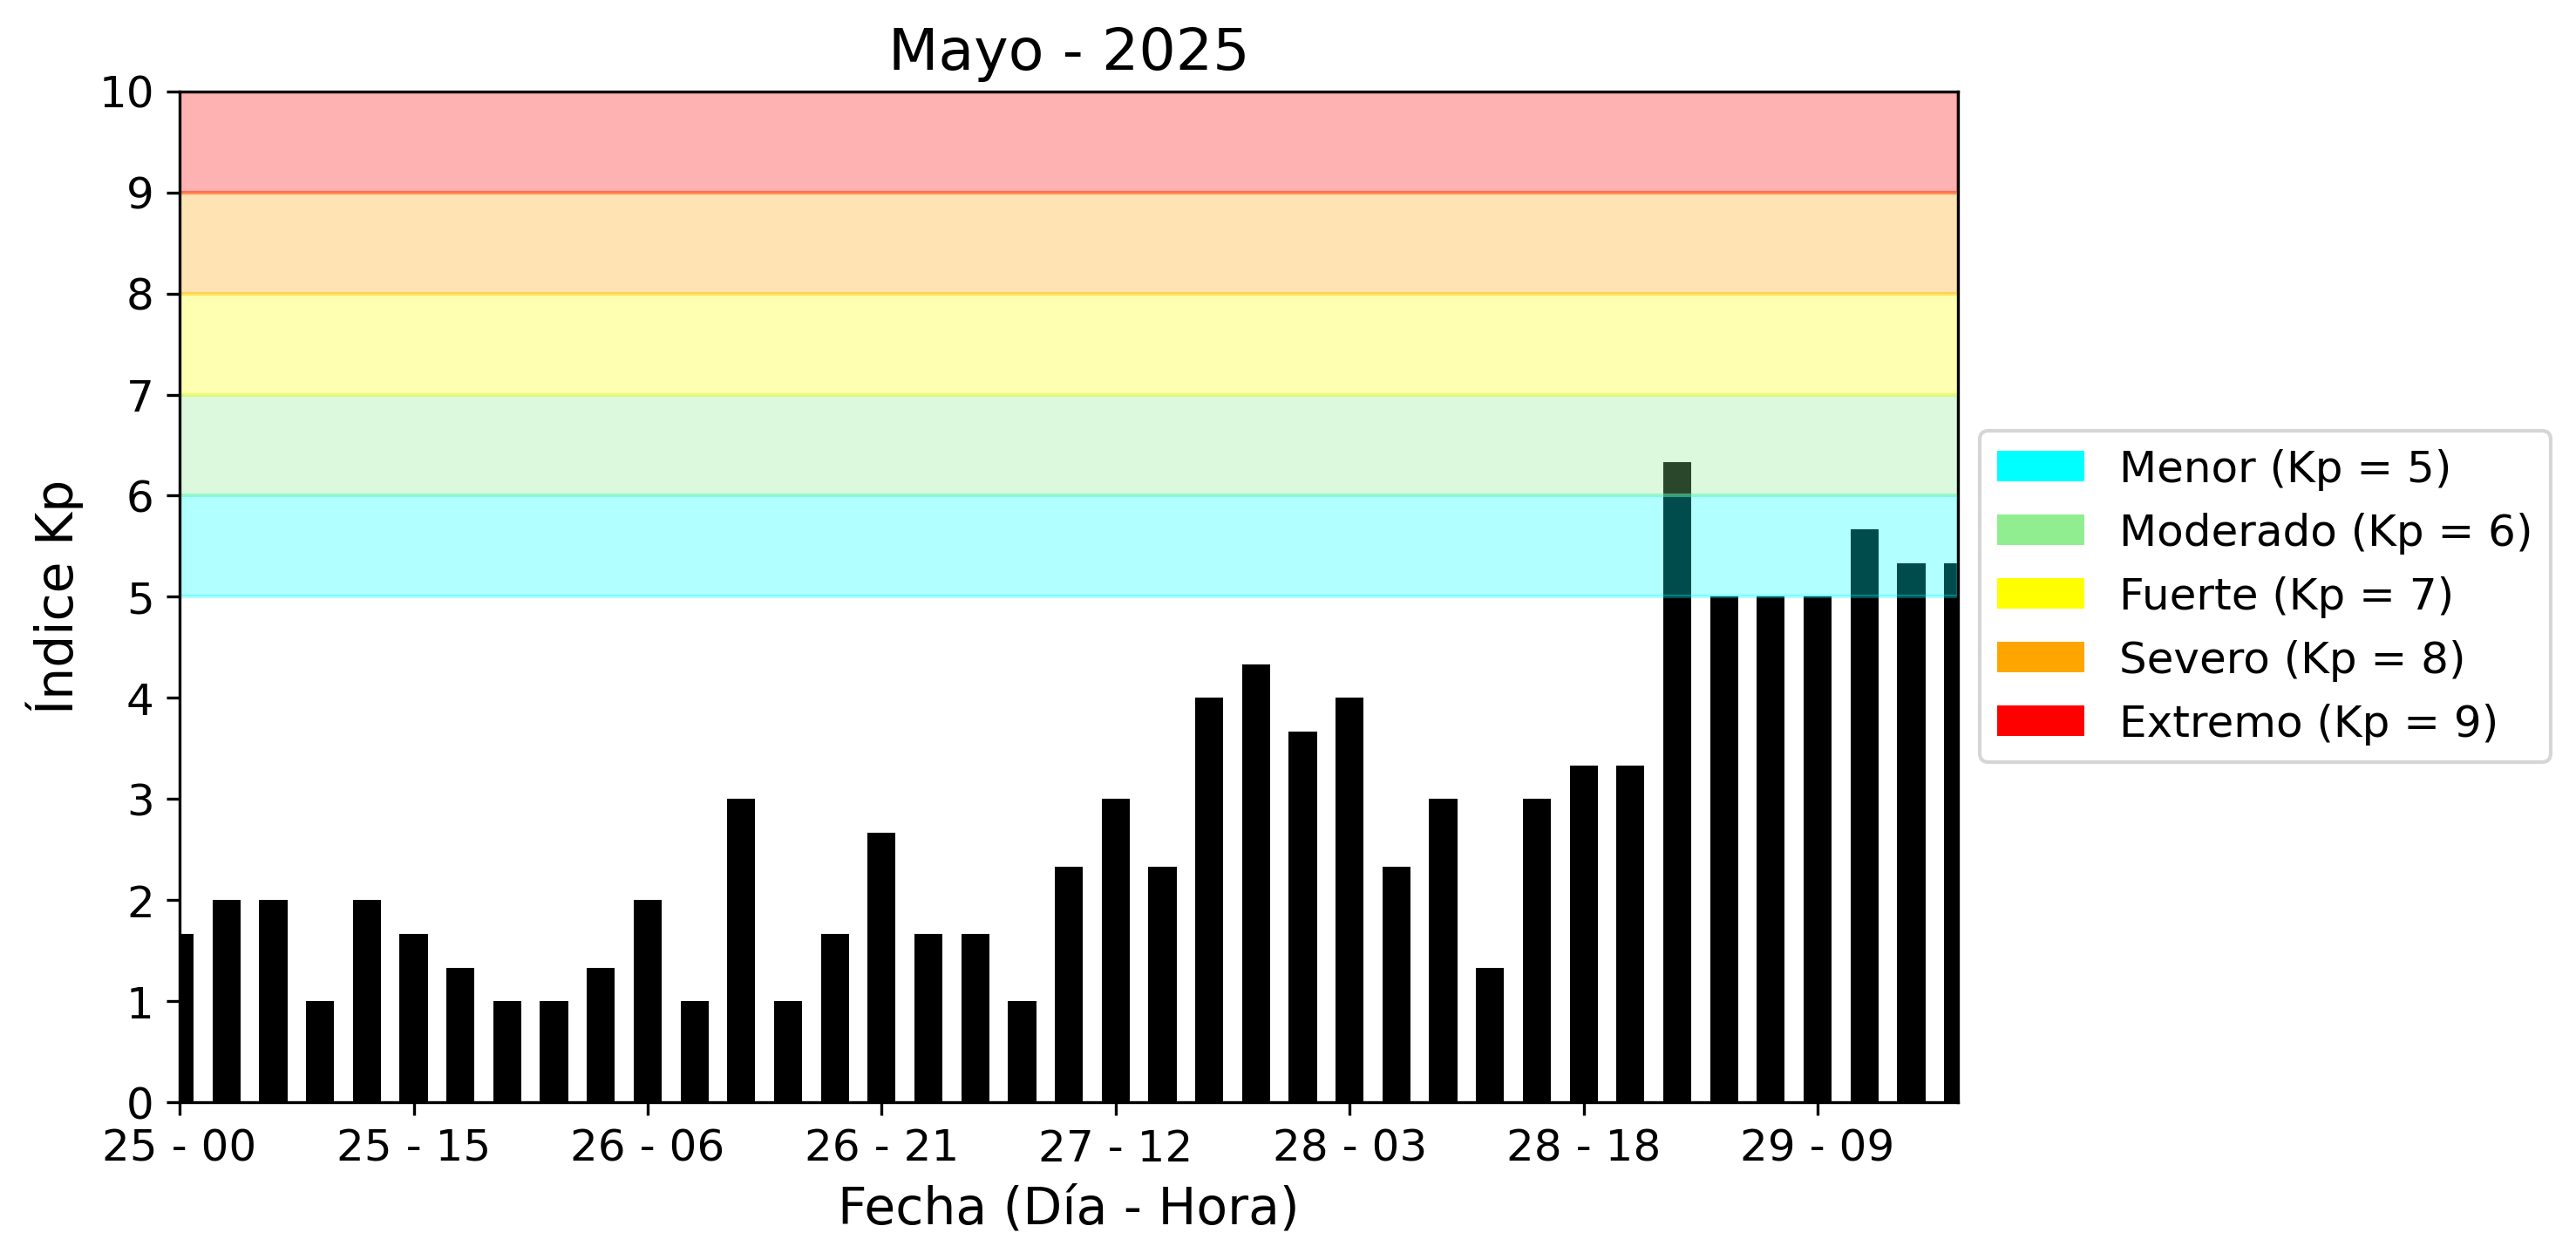 Mayo - 2025
10
9
8
7
6
5
4
3
2
1
0
Índice Kp
25 - 00
25 - 15
26 - 06
26 - 21
27 - 12
28 - 03
28 - 18
29 - 09
Fecha (Día - Hora)
Menor (Kp = 5)
Moderado (Kp = 6)
Fuerte (Kp = 7)
Severo (Kp = 8)
Extremo (Kp = 9)